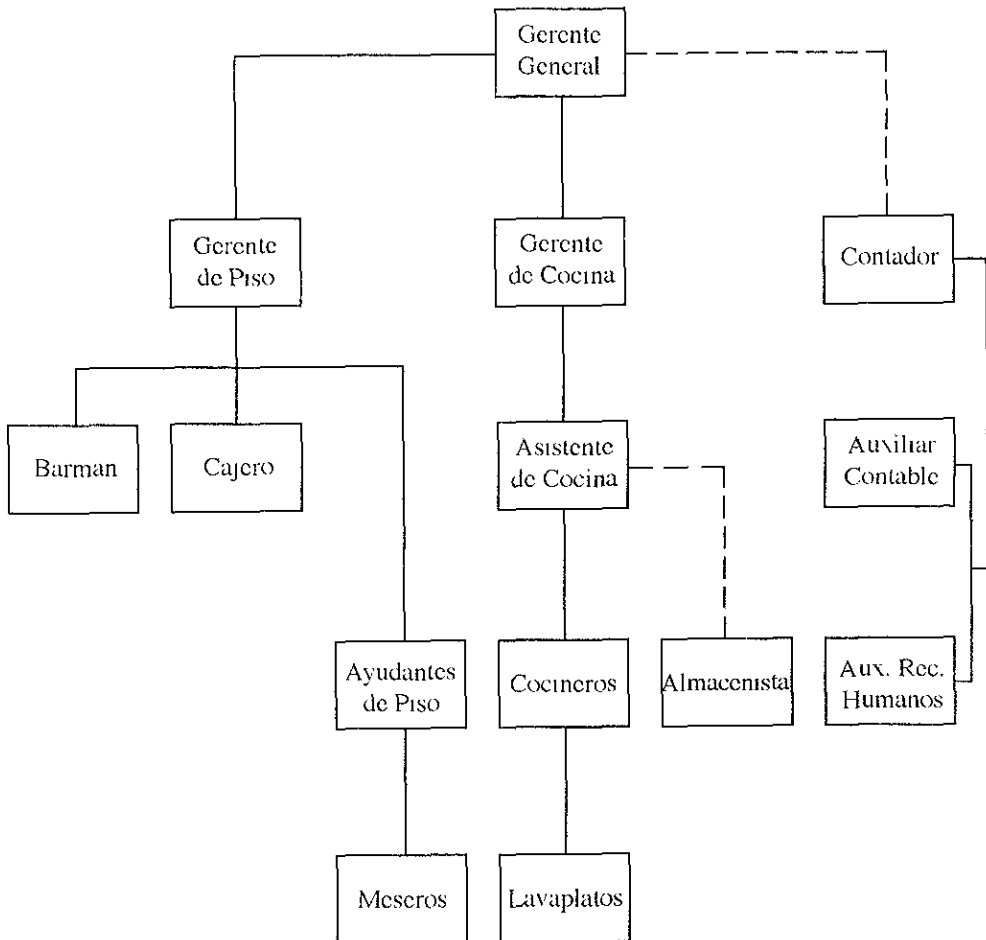 Gerente
General
Gerente
de Piso
Gerente
de Cocina
Contador
Barman
Cajero
Asistente
de Cocina
Auxiliar
Contable
Ayudantes
de Piso
Cocineros
Almacenista
Aux. Rec.
Humanos
Meseros
Lavaplatos